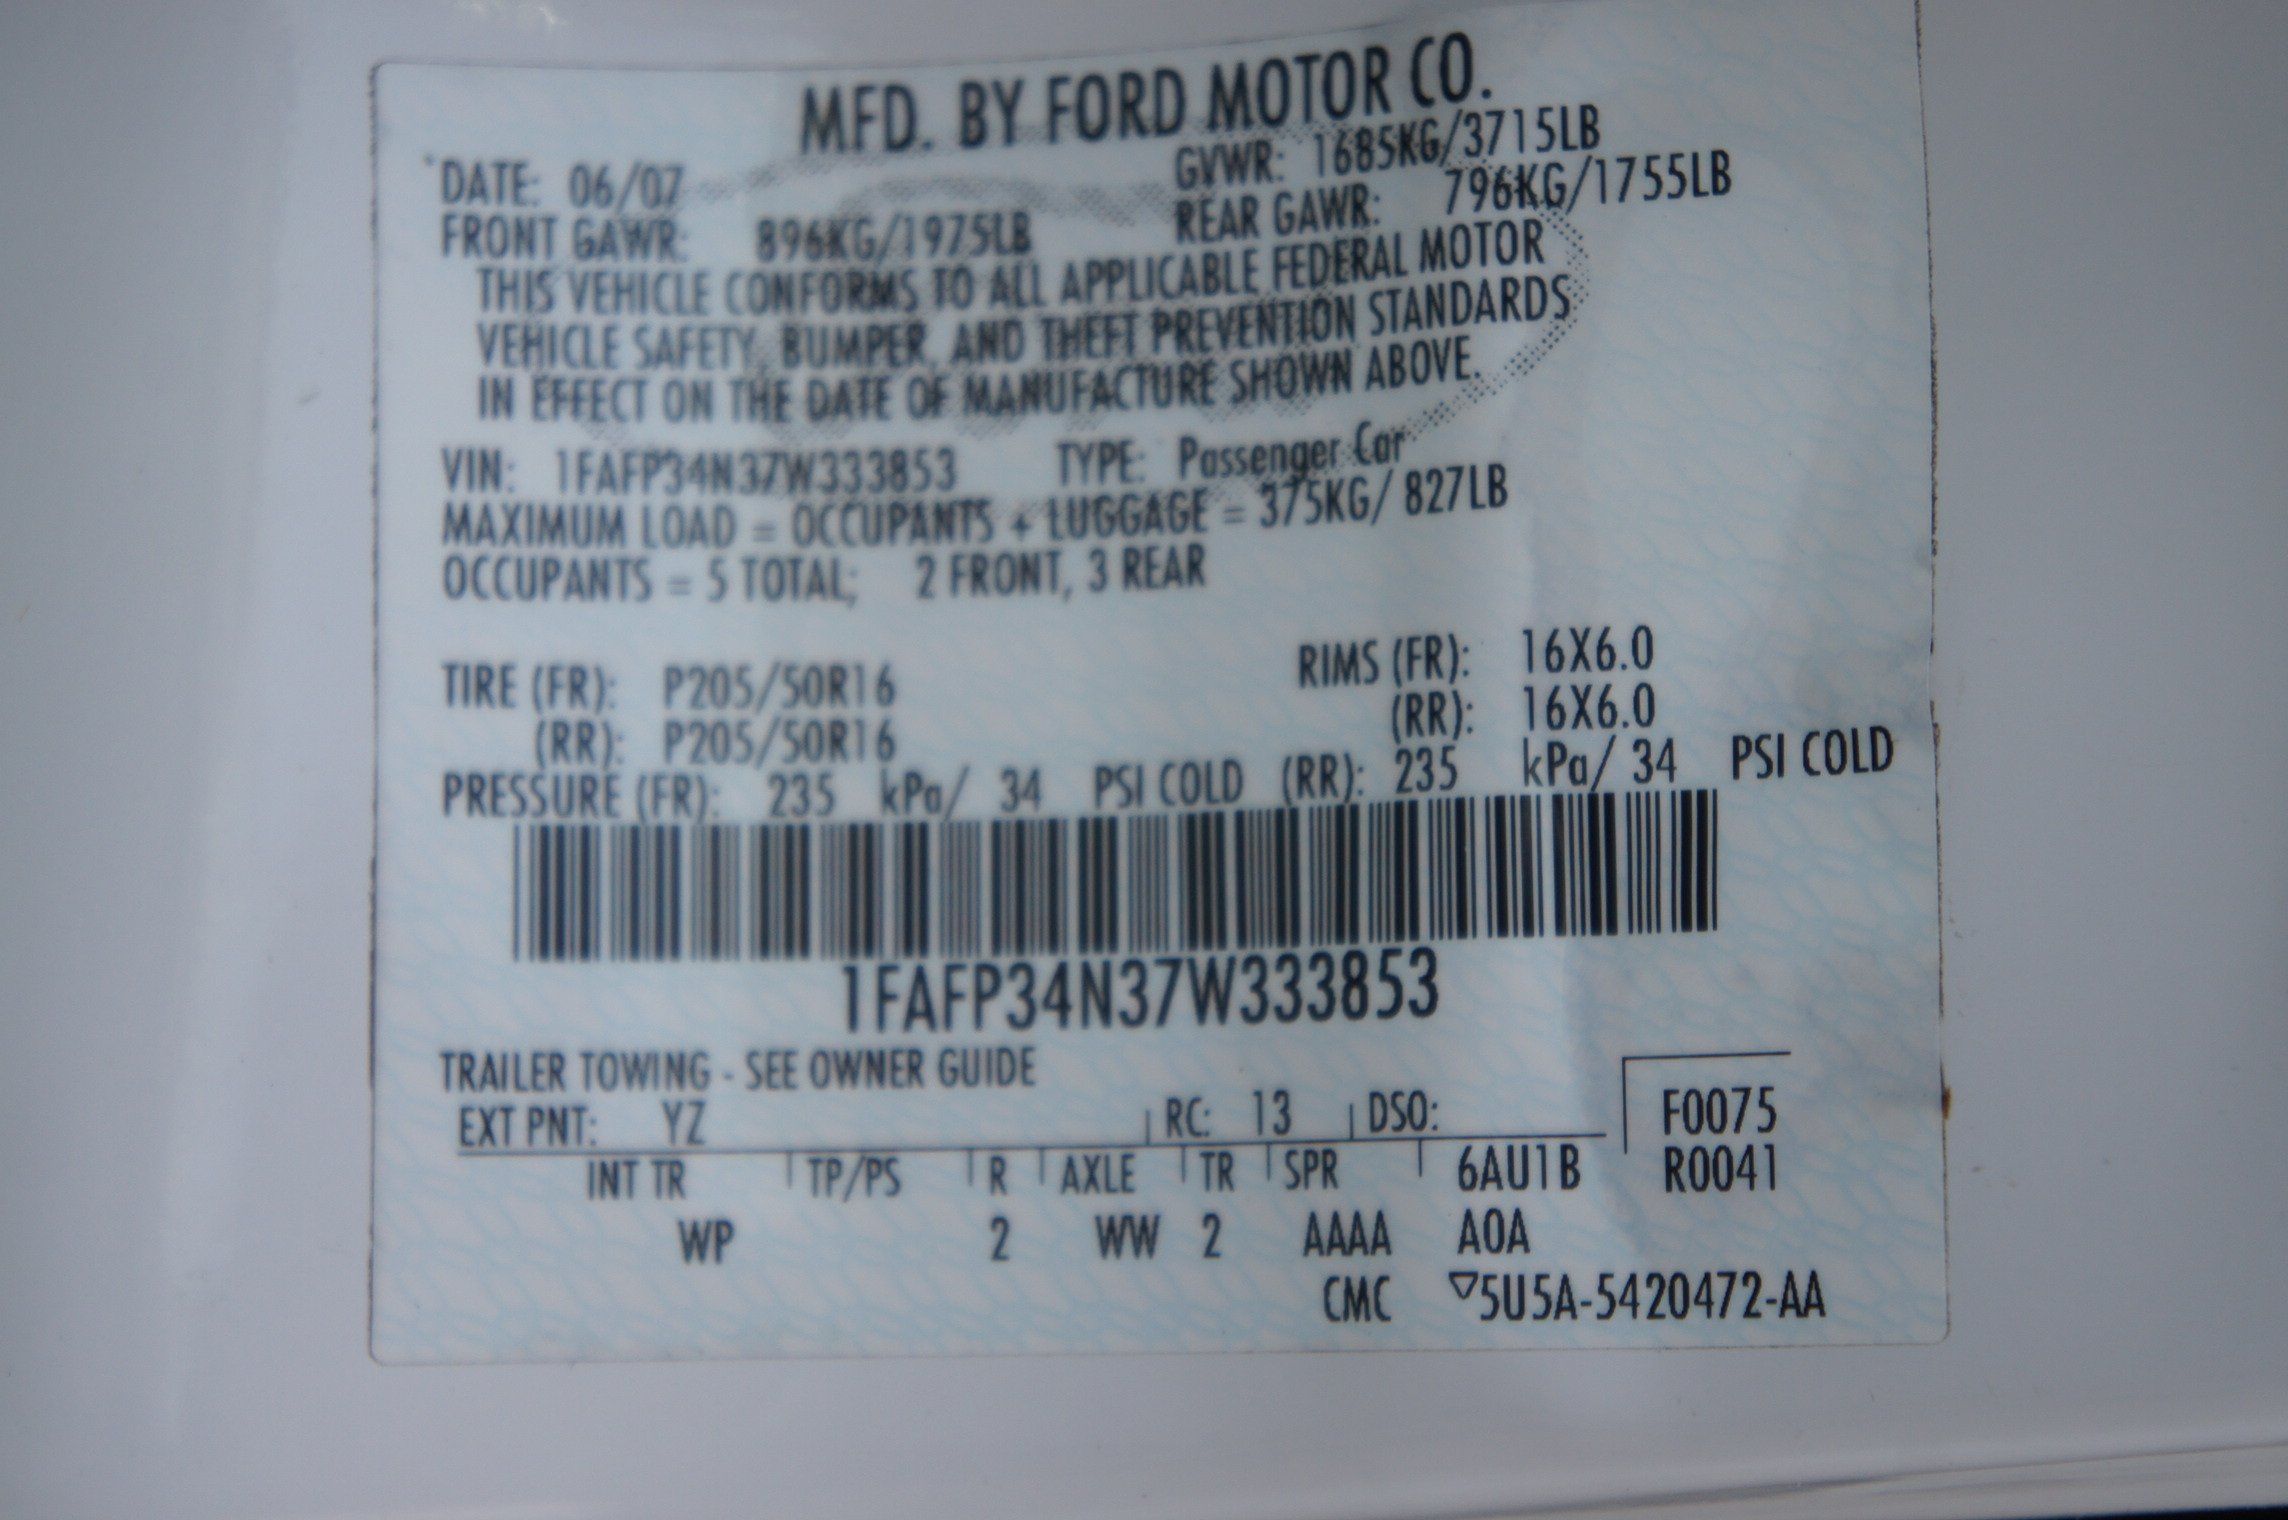 MFD. BY FORD MOTOR CO.
DATE: 06/07 GVWR: 1685KG/3715LB
FRONT GAWR: 896KG/1975LB REAR GAWR: 796KG/1755LB
THIS VEHICLE CONFORMS TO ALL APPLICABLE FEDERAL MOTOR
VEHICLE SAFETY, BUMPER, AND THEFT PREVENTION STANDARDS
IN EFFECT ON THE DATE OF MANUFACTURE SHOWN ABOVE.
VIN: 1FAFP34N37W333853 TYPE: Passenger Car
MAXIMUM LOAD = OCCUPANTS + LUGGAGE = 375KG/ 827LB
OCCUPANTS = 5 TOTAL; 2 FRONT, 3 REAR
TIRE (FR): P205/50R16 RIMS (FR): 16X6.0
(RR): P205/50R16 (RR): 16X6.0
PRESSURE (FR): 235 kPa/ 34 PSI COLD (RR): 235 kPa/ 34 PSI COLD
1FAFP34N37W333853
TRAILER TOWING - SEE OWNER GUIDE
EXT PNT: YZ RC: 13 DSO: F0075
INT TR TP/PS R AXLE TR SPR 6AU1B R0041
WP 2 WW 2 AAAA A0A
CMC ▽5U5A-5420472-AA